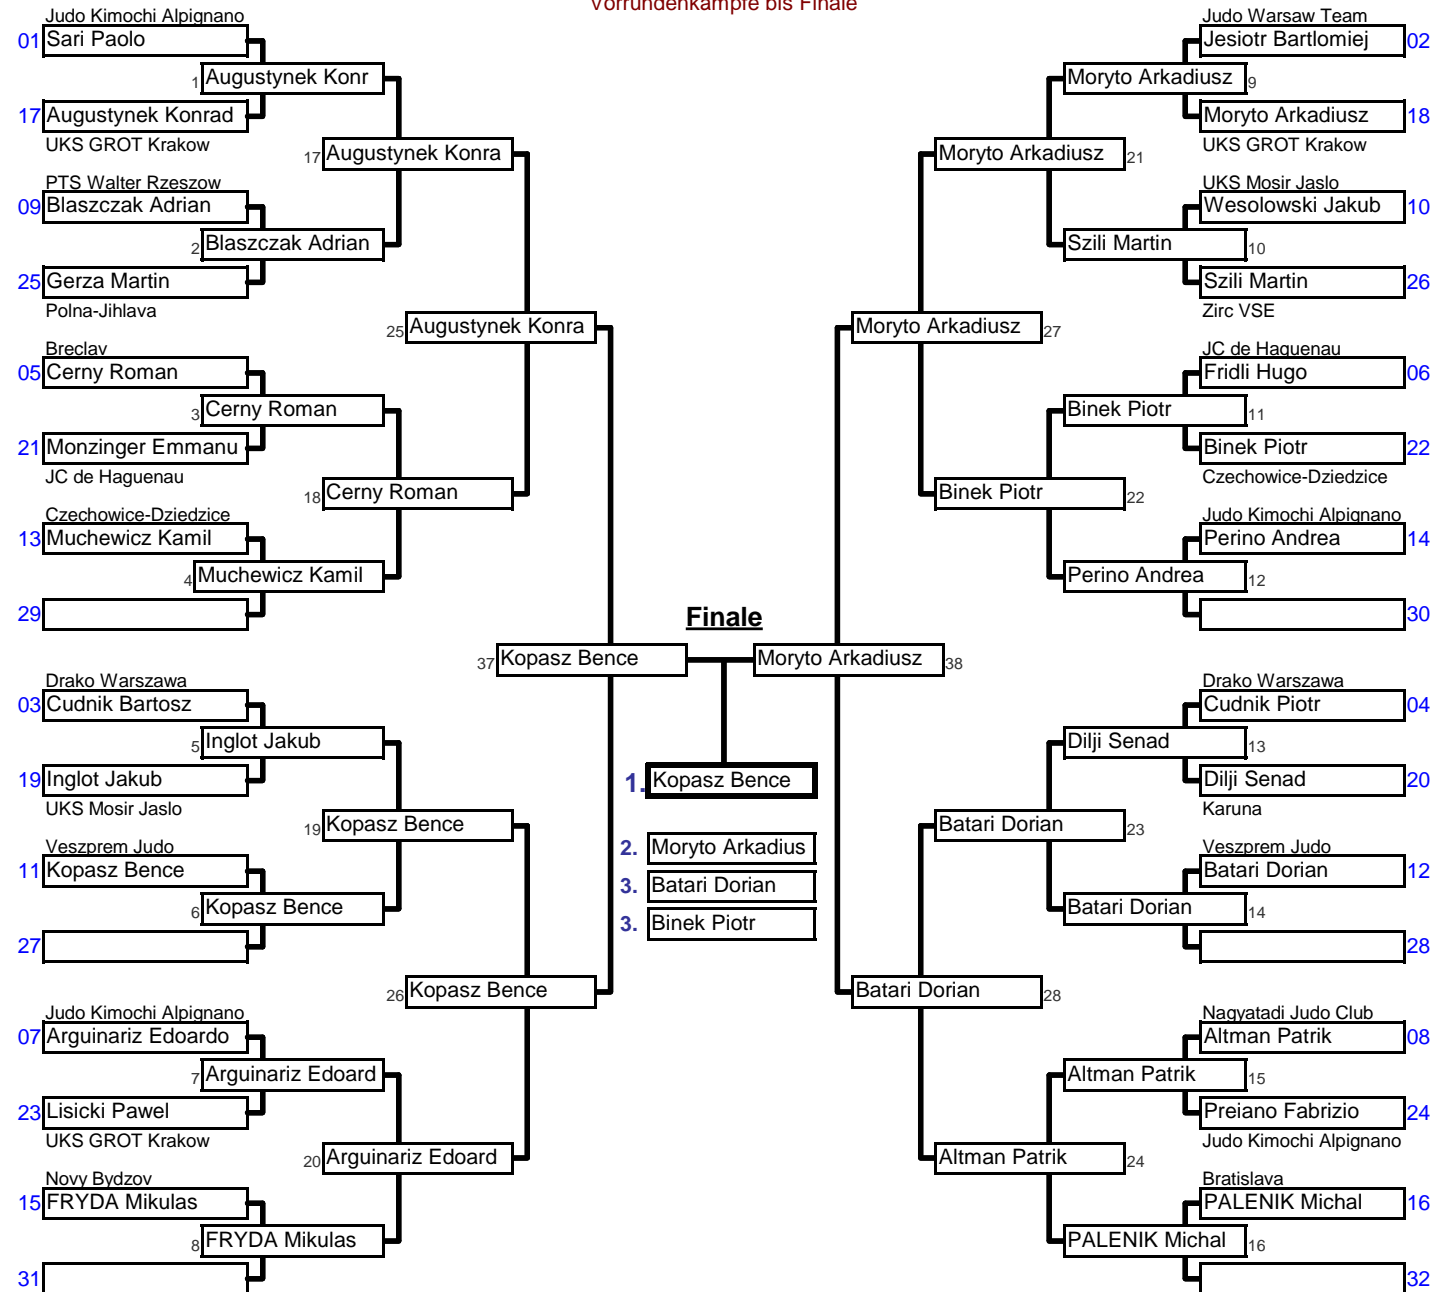 Vorrundenkämpfe bis Finale
Judo Kimochi Alpignano
01 Sari Paolo
1 Augustynek Konr
17 Augustynek Konrad
UKS GROT Krakow
17 Augustynek Konra
PTS Walter Rzeszow
09 Blaszczak Adrian
2 Blaszczak Adrian
25 Gerza Martin
Polna-Jihlava
25 Augustynek Konra
Breclav
05 Cerny Roman
3 Cerny Roman
21 Monzinger Emmanu
JC de Haguenau
18 Cerny Roman
Czechowice-Dziedzice
13 Muchewicz Kamil
4 Muchewicz Kamil
29
37 Kopasz Bence
Drako Warszawa
03 Cudnik Bartosz
5 Inglot Jakub
19 Inglot Jakub
UKS Mosir Jaslo
19 Kopasz Bence
Veszprem Judo
11 Kopasz Bence
6 Kopasz Bence
27
26 Kopasz Bence
Judo Kimochi Alpignano
07 Arguinariz Edoardo
7 Arguinariz Edoard
23 Lisicki Pawel
UKS GROT Krakow
20 Arguinariz Edoard
Novy Bydzov
15 FRYDA Mikulas
8 FRYDA Mikulas
31
Finale
1. Kopasz Bence
2. Moryto Arkadius
3. Batari Dorian
3. Binek Piotr
Judo Warsaw Team
Jesiotr Bartlomiej 02
Moryto Arkadiusz 9
Moryto Arkadiusz 18
UKS GROT Krakow
Moryto Arkadiusz 21
UKS Mosir Jaslo
Wesolowski Jakub 10
Szili Martin 10
Szili Martin 26
Zirc VSE
Moryto Arkadiusz 27
JC de Haguenau
Fridli Hugo 06
Binek Piotr 11
Binek Piotr 22
Czechowice-Dziedzice
Binek Piotr 22
Judo Kimochi Alpignano
Perino Andrea 14
Perino Andrea 12
30
Moryto Arkadiusz 38
Drako Warszawa
Cudnik Piotr 04
Dilji Senad 13
Dilji Senad 20
Karuna
Batari Dorian 23
Veszprem Judo
Batari Dorian 12
Batari Dorian 14
28
Batari Dorian 28
Nagyatadi Judo Club
Altman Patrik 08
Altman Patrik 15
Preiano Fabrizio 24
Judo Kimochi Alpignano
Altman Patrik 24
Bratislava
PALENIK Michal 16
PALENIK Michal 16
32